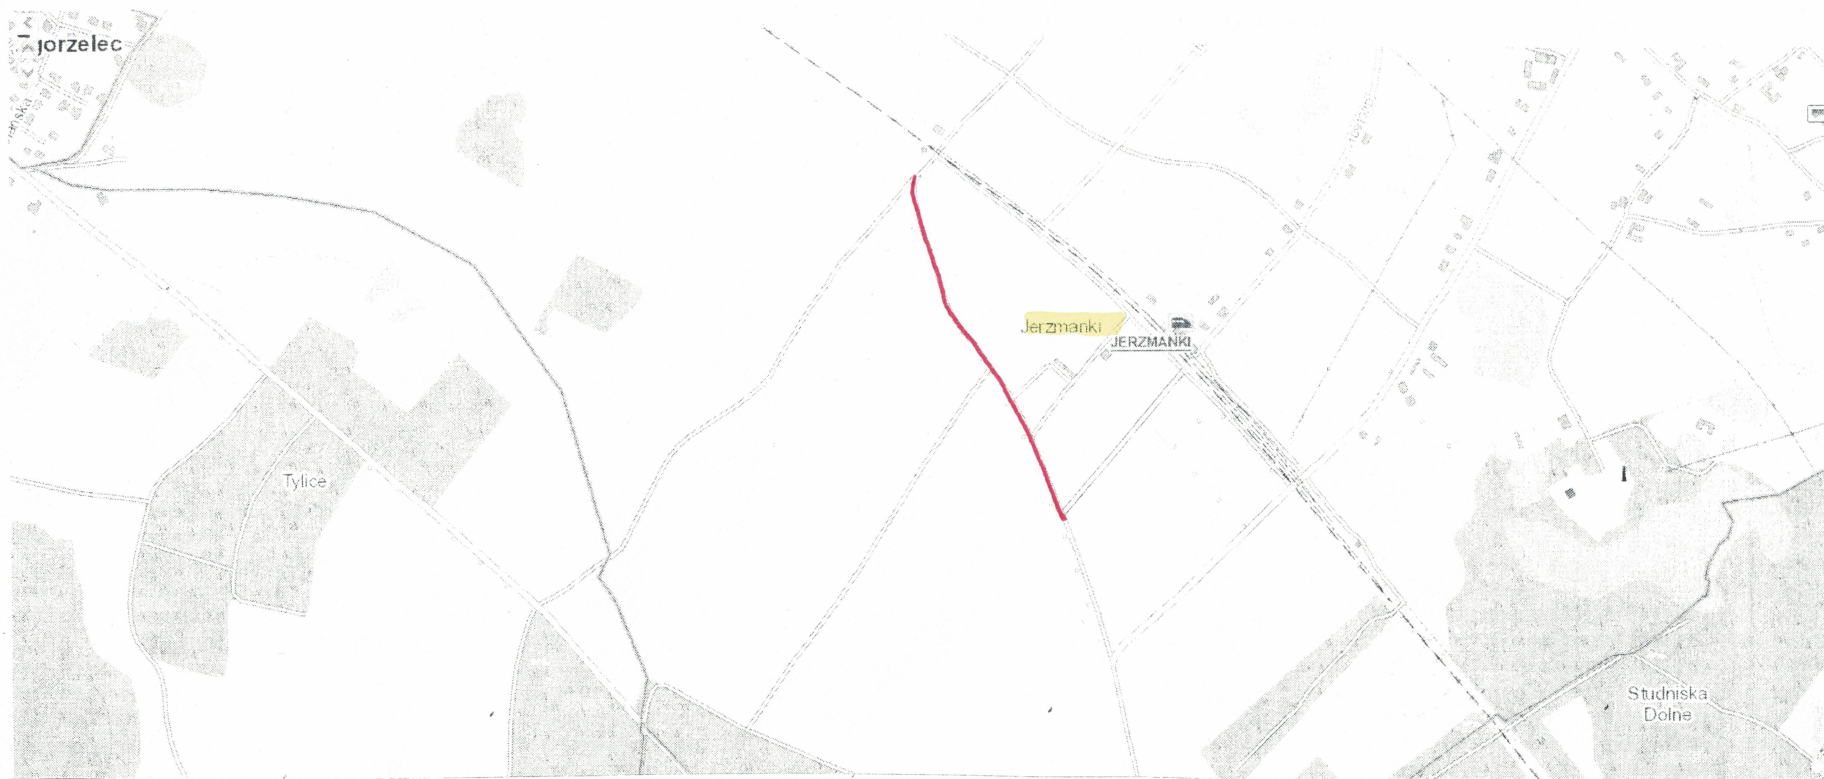 jorzelec
Jerzmanki
JERZMANKI
Tylice
Studniska
Dolne